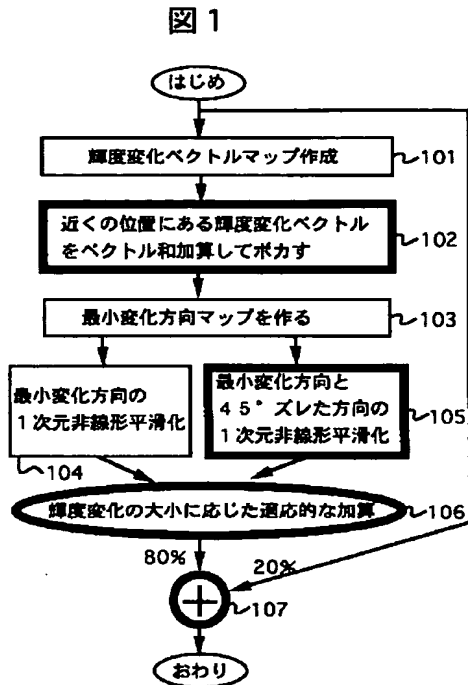 図1
はじめ
輝度変化ベクトルマップ作成
101
近くの位置にある輝度変化ベクトル
をベクトル和加算してボカす
102
最小変化方向マップを作る
103
最小変化方向の
1次元非線形平滑化
104
最小変化方向と
45°ズレた方向の
1次元非線形平滑化
105
輝度変化の大小に応じた適応的な加算
106
80%
20%
+
107
おわり